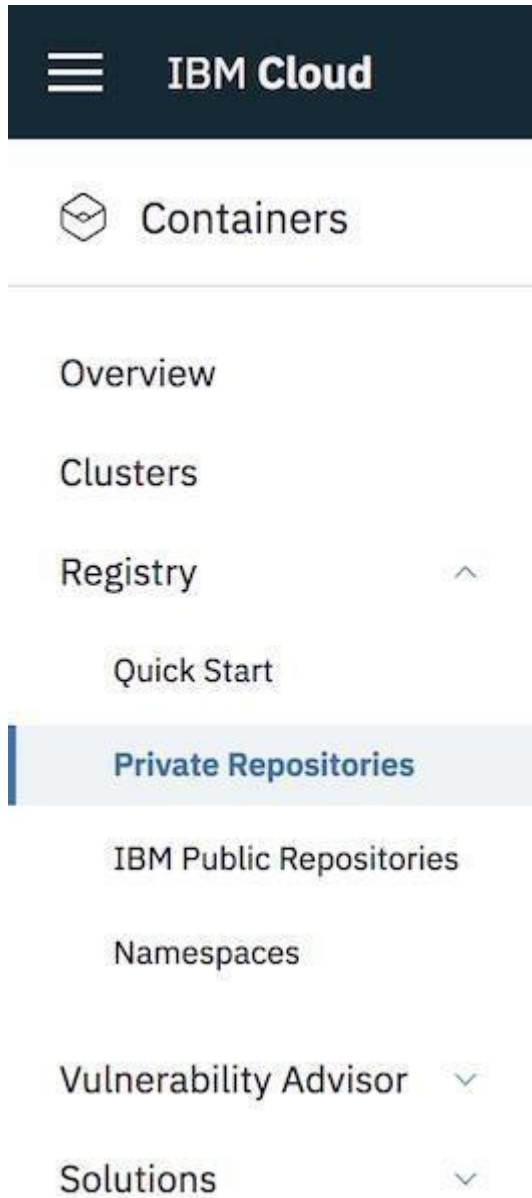 IBM Cloud
Containers
Overview
Clusters
Registry
Quick Start
Private Repositories
IBM Public Repositories
Namespaces
Vulnerability Advisor
Solutions